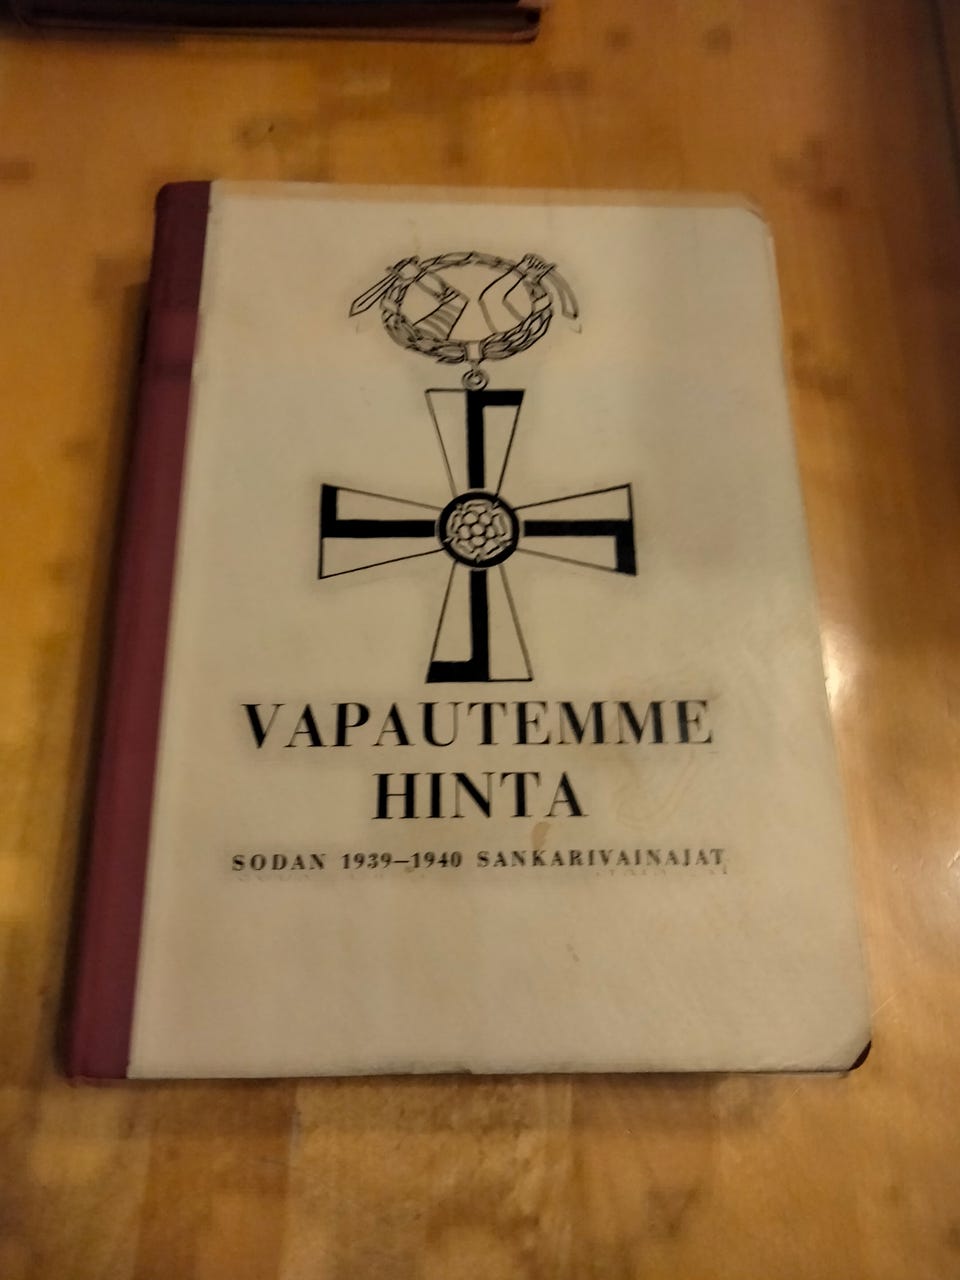 VAPAUTEMME
HINTA
SODAN 1939—1940 SANKARIVAINAJAT